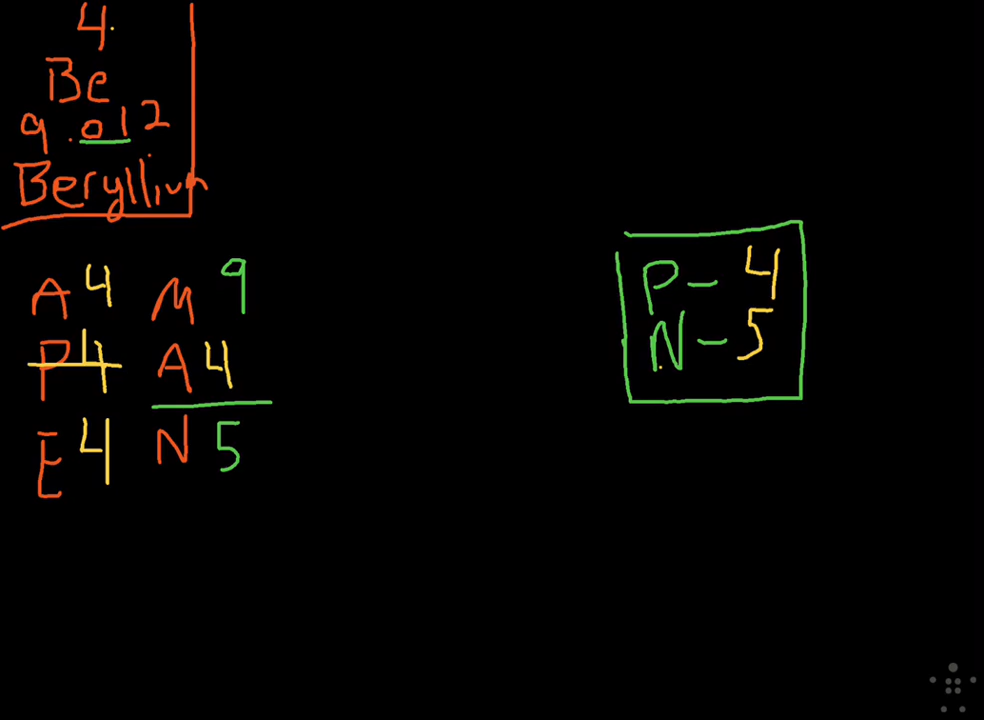 4
Be
9.012
Beryllium
A 4 M 9
P 4 A 4
E 4 N 5
P - 4
N - 5